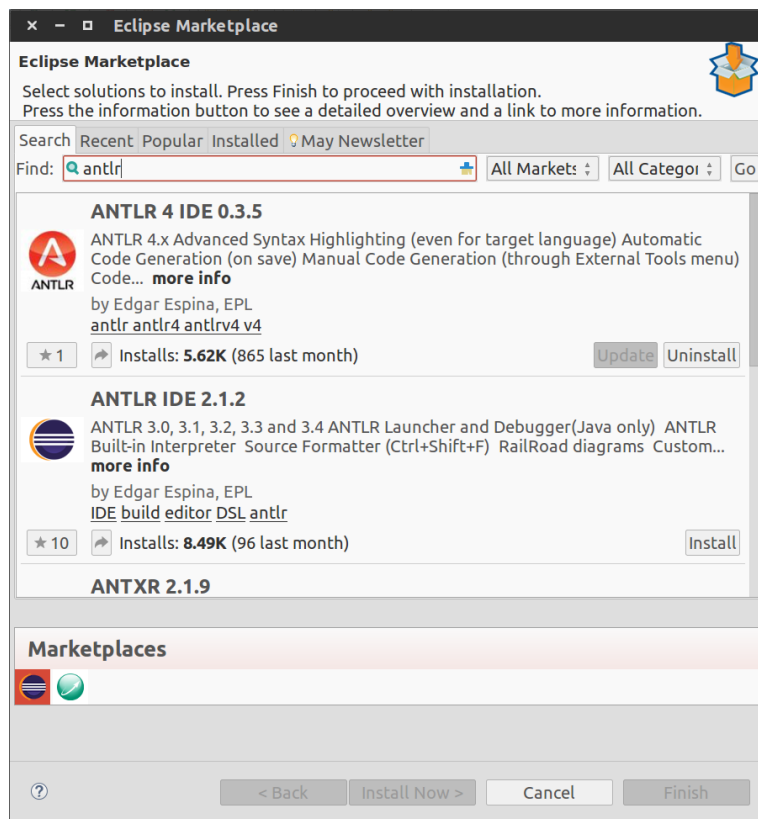 Eclipse Marketplace
Eclipse Marketplace
Select solutions to install. Press Finish to proceed with installation.
Press the information button to see a detailed overview and a link to more information.
Search Recent Popular Installed May Newsletter
Find: antlr All Markets All Categor Go
ANTLR 4 IDE 0.3.5
ANTLR 4.x Advanced Syntax Highlighting (even for target language) Automatic
Code Generation (on save) Manual Code Generation (through External Tools menu)
Code... more info
ANTLR
by Edgar Espina, EPL
antlr antlr4 antlrv4 v4
1 Installs: 5.62K (865 last month) Update Uninstall
ANTLR IDE 2.1.2
ANTLR 3.0, 3.1, 3.2, 3.3 and 3.4 ANTLR Launcher and Debugger(Java only) ANTLR
Built-in Interpreter Source Formatter (Ctrl+Shift+F) RailRoad diagrams Custom...
more info
by Edgar Espina, EPL
IDE build editor DSL antlr
10 Installs: 8.49K (96 last month) Install
ANTXR 2.1.9
Marketplaces
? < Back Install Now > Cancel Finish